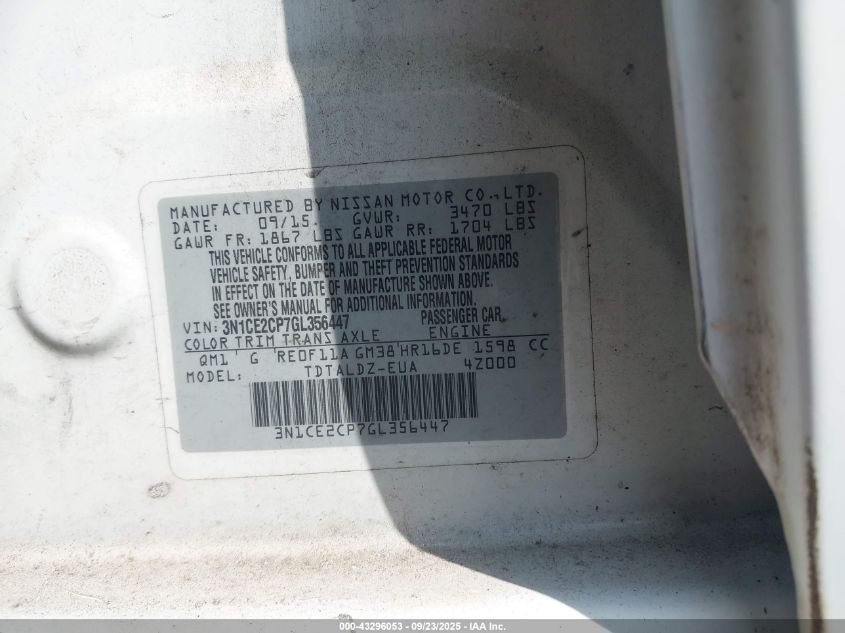 MANUFACTURED BY NISSAN MOTOR CO., LTD.
DATE: 09/15. GVWR: 3470 LBS
GAWR FR: 1867 LBS GAWR RR: 1704 LBS
THIS VEHICLE CONFORMS TO ALL APPLICABLE FEDERAL MOTOR
VEHICLE SAFETY, BUMPER AND THEFT PREVENTION STANDARDS
IN EFFECT ON THE DATE OF MANUFACTURE SHOWN ABOVE.
SEE OWNER'S MANUAL FOR ADDITIONAL INFORMATION.
VIN: 3N1CE2CP7GL356447 PASSENGER CAR
COLOR TRIM TRANS AXLE ENGINE
QM1 G RE0F11A GM38 HR16DE 1598 CC
MODEL: TDTALDZ-EUA 4Z000
3N1CE2CP7GL356447
000-43296053 - 09/23/2025 - IAA Inc.